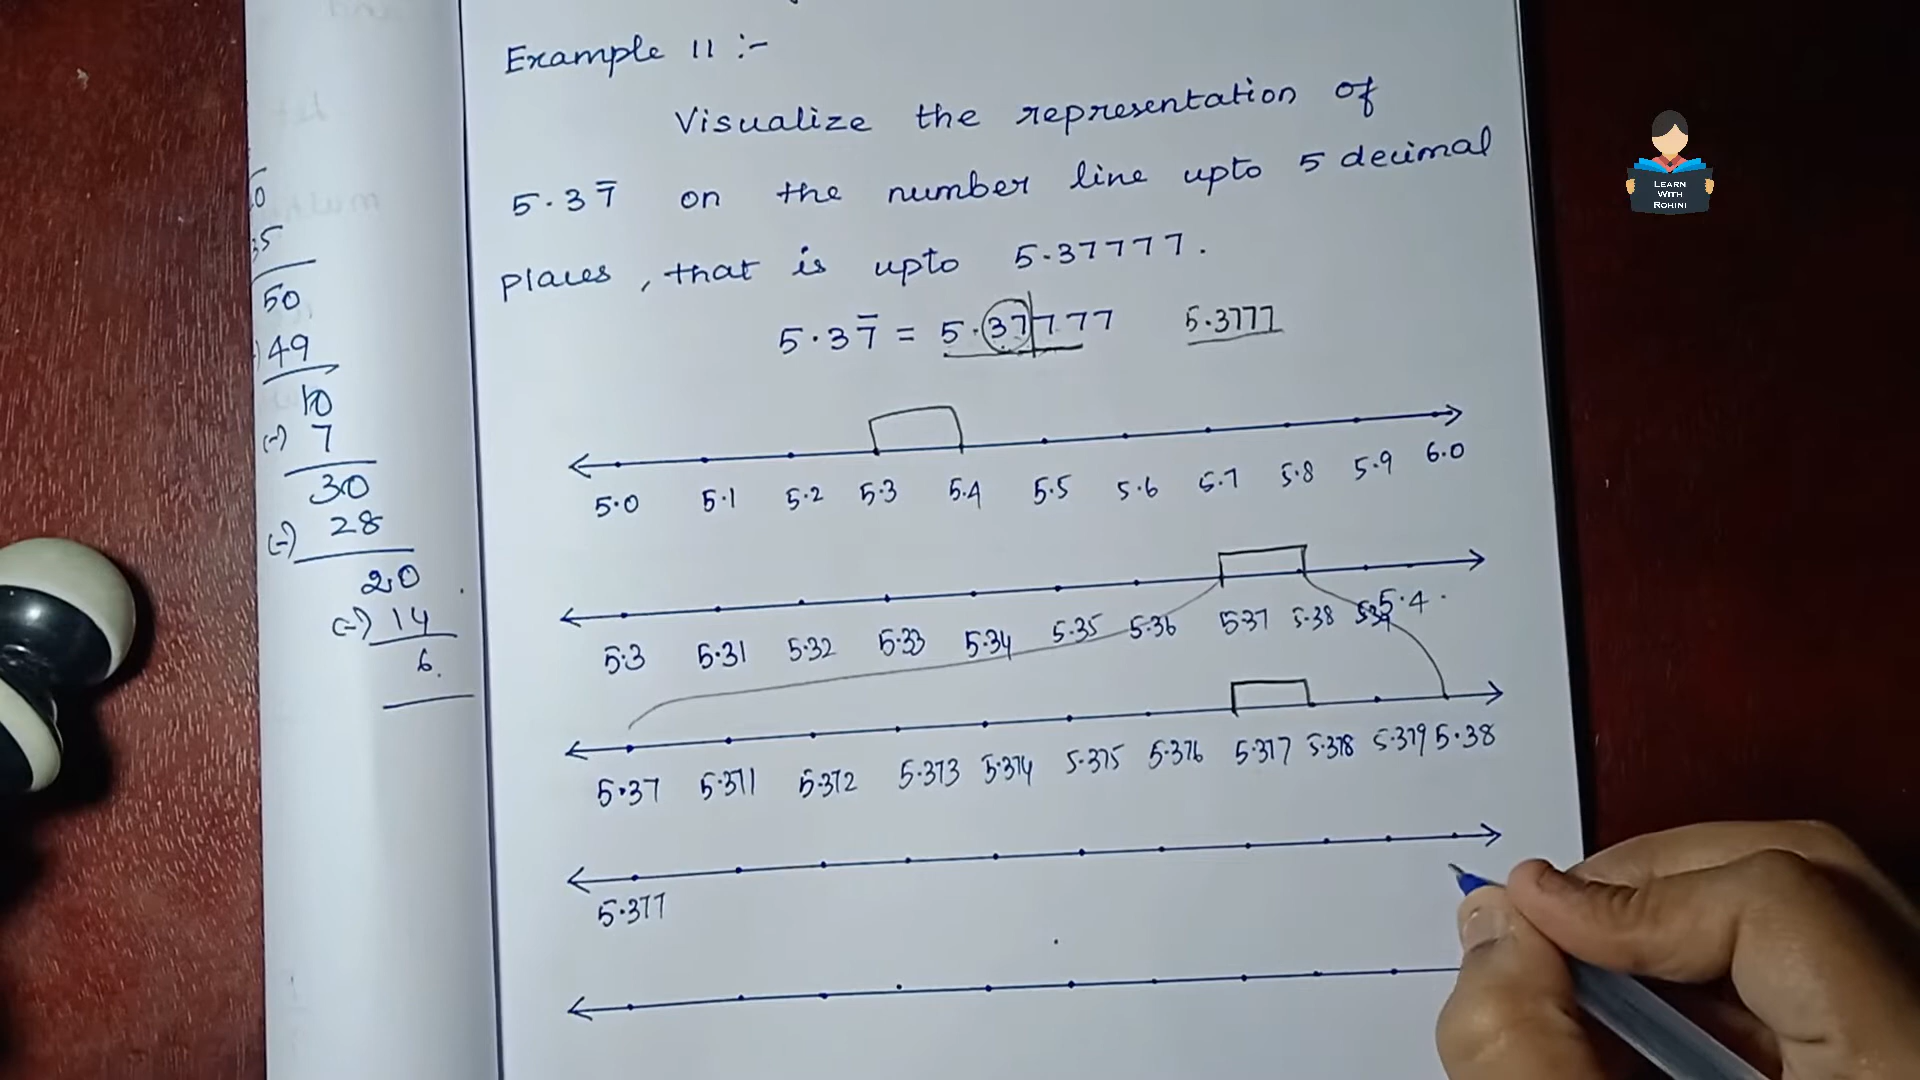 Example 11 :-
Visualize the representation of
5.37̄ on the number line upto 5 decimal
places, that is upto 5.37777.
5.37̄ = 5.37777 5.3777
5.0 5.1 5.2 5.3 5.4 5.5 5.6 5.7 5.8 5.9 6.0
5.3 5.31 5.32 5.33 5.34 5.35 5.36 5.37 5.38 5.39 5.4
5.37 5.371 5.372 5.373 5.374 5.375 5.376 5.377 5.378 5.379 5.38
5.377
50
49
10
(-) 7
30
(-) 28
20
(-) 14
6
LEARN
WITH
ROHINI